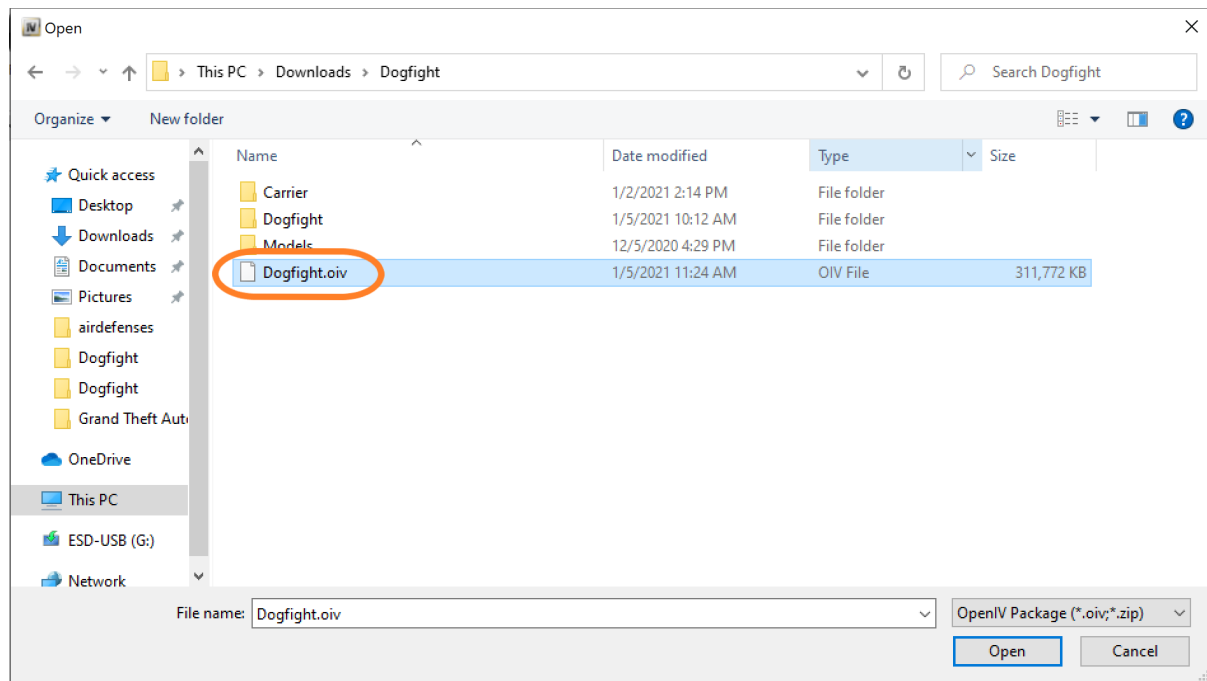 IV Open
This PC > Downloads > Dogfight
Search Dogfight
Organize
New folder
Name
Date modified
Type
Size
Quick access
Desktop
Downloads
Documents
Pictures
airdefenses
Dogfight
Dogfight
Grand Theft Aut
OneDrive
This PC
ESD-USB (G:)
Network
Carrier 1/2/2021 2:14 PM File folder
Dogfight 1/5/2021 10:12 AM File folder
Models 12/5/2020 4:29 PM File folder
Dogfight.oiv 1/5/2021 11:24 AM OIV File 311,772 KB
File name: Dogfight.oiv
OpenIV Package (*.oiv;*.zip)
Open
Cancel